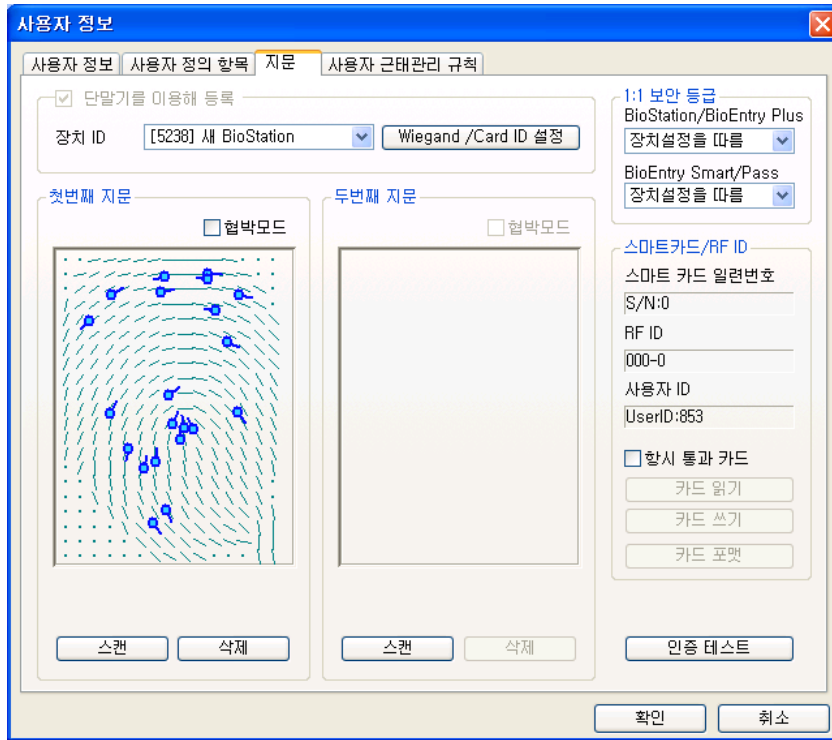 사용자 정보
사용자 정보 사용자 정의 항목 지문 사용자 근태관리 규칙
단말기를 이용해 등록
장치 ID [5238] 새 BioStation Wiegand /Card ID 설정
첫번째 지문
협박모드
스캔 삭제
두번째 지문
협박모드
스캔 삭제
1:1 보안 등급
BioStation/BioEntry Plus
장치설정을 따름
BioEntry Smart/Pass
장치설정을 따름
스마트카드/RF ID
스마트 카드 일련번호
S/N:0
RF ID
000-0
사용자 ID
UserID:853
항시 통과 카드
카드 읽기
카드 쓰기
카드 포맷
인증 테스트
확인 취소